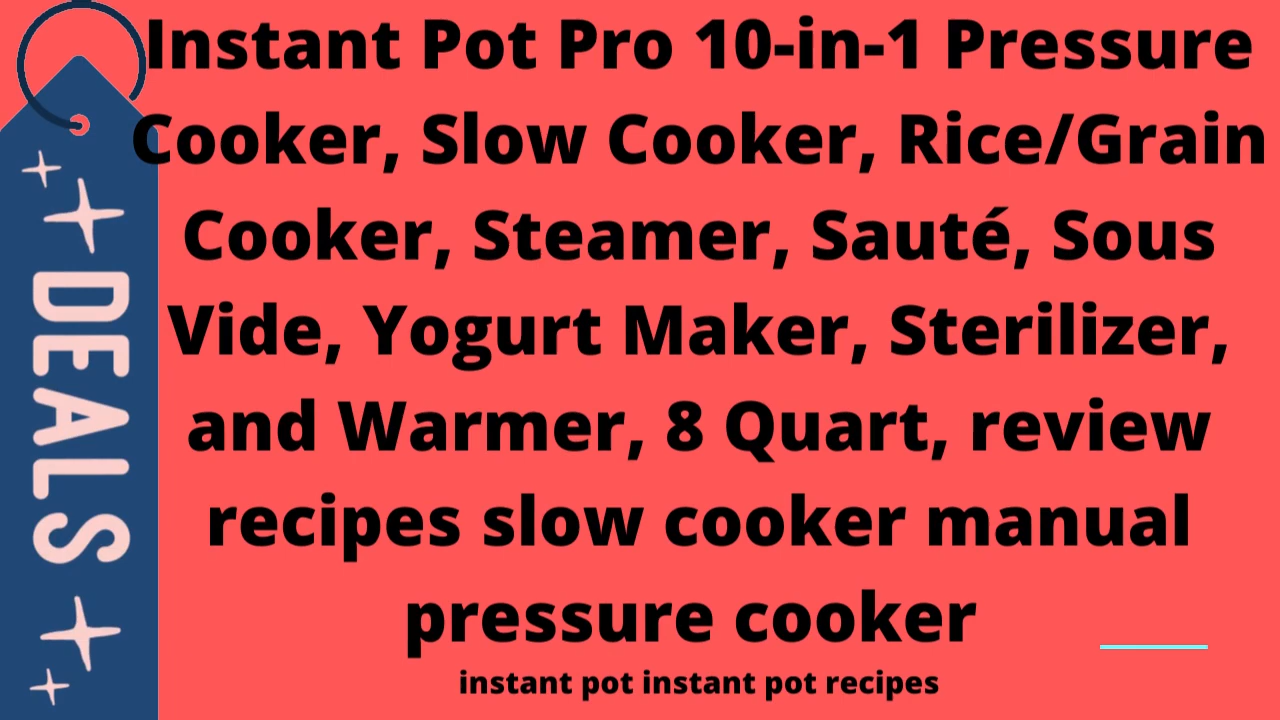 Instant Pot Pro 10-in-1 Pressure
Cooker, Slow Cooker, Rice/Grain
Cooker, Steamer, Sauté, Sous
Vide, Yogurt Maker, Sterilizer,
and Warmer, 8 Quart, review
recipes slow cooker manual
pressure cooker
instant pot instant pot recipes
DEALS